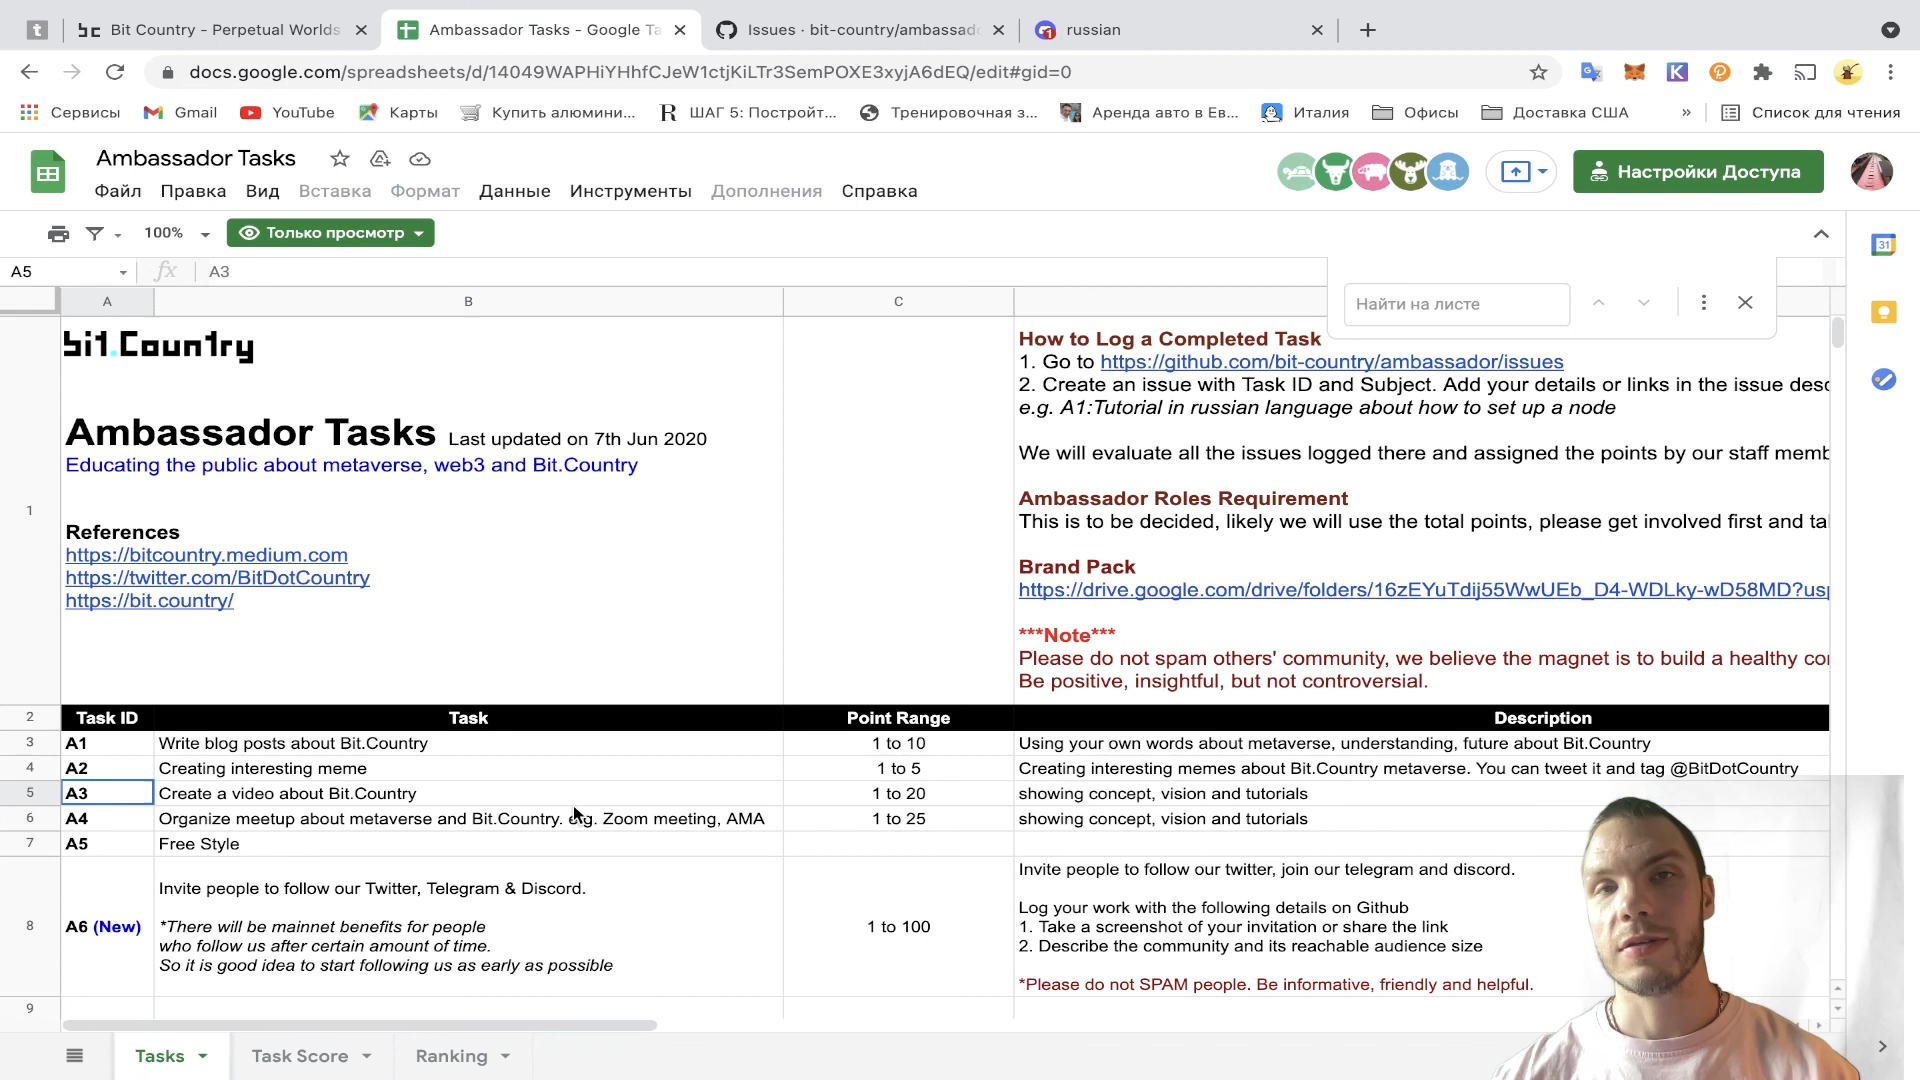 Bit Country - Perpetual Worlds
Ambassador Tasks - Google Ta
Issues · bit-country/ambassado
russian
docs.google.com/spreadsheets/d/14049WAPHiYHhfCJeW1ctjKiLTr3SemPOXE3xyjA6dEQ/edit#gid=0
Сервисы
Gmail
YouTube
Карты
Купить алюмини...
ШАГ 5: Постройт...
Тренировочная з...
Аренда авто в Ев...
Италия
Офисы
Доставка США
»
Список для чтения
Ambassador Tasks
Файл Правка Вид Вставка Формат Данные Инструменты Дополнения Справка
Настройки Доступа
100%
Только просмотр
A5
fx
A3
Найти на листе
A B C
bit.Country
Ambassador Tasks Last updated on 7th Jun 2020
Educating the public about metaverse, web3 and Bit.Country
References
https://bitcountry.medium.com
https://twitter.com/BitDotCountry
https://bit.country/
How to Log a Completed Task
1. Go to https://github.com/bit-country/ambassador/issues
2. Create an issue with Task ID and Subject. Add your details or links in the issue desc
e.g. A1:Tutorial in russian language about how to set up a node
We will evaluate all the issues logged there and assigned the points by our staff memb
Ambassador Roles Requirement
This is to be decided, likely we will use the total points, please get involved first and ta
Brand Pack
https://drive.google.com/drive/folders/16zEYuTdij55WwUEb_D4-WDLky-wD58MD?usp
***Note***
Please do not spam others' community, we believe the magnet is to build a healthy co
Be positive, insightful, but not controversial.
1
2 Task ID Task Point Range Description
3 A1 Write blog posts about Bit.Country 1 to 10 Using your own words about metaverse, understanding, future about Bit.Country
4 A2 Creating interesting meme 1 to 5 Creating interesting memes about Bit.Country metaverse. You can tweet it and tag @BitDotCountry
5 A3 Create a video about Bit.Country 1 to 20 showing concept, vision and tutorials
6 A4 Organize meetup about metaverse and Bit.Country. e.g. Zoom meeting, AMA 1 to 25 showing concept, vision and tutorials
7 A5 Free Style
8 A6 (New)
Invite people to follow our Twitter, Telegram & Discord.
*There will be mainnet benefits for people
who follow us after certain amount of time.
So it is good idea to start following us as early as possible
1 to 100
Invite people to follow our twitter, join our telegram and discord.
Log your work with the following details on Github
1. Take a screenshot of your invitation or share the link
2. Describe the community and its reachable audience size
*Please do not SPAM people. Be informative, friendly and helpful.
9
Tasks Task Score Ranking
31